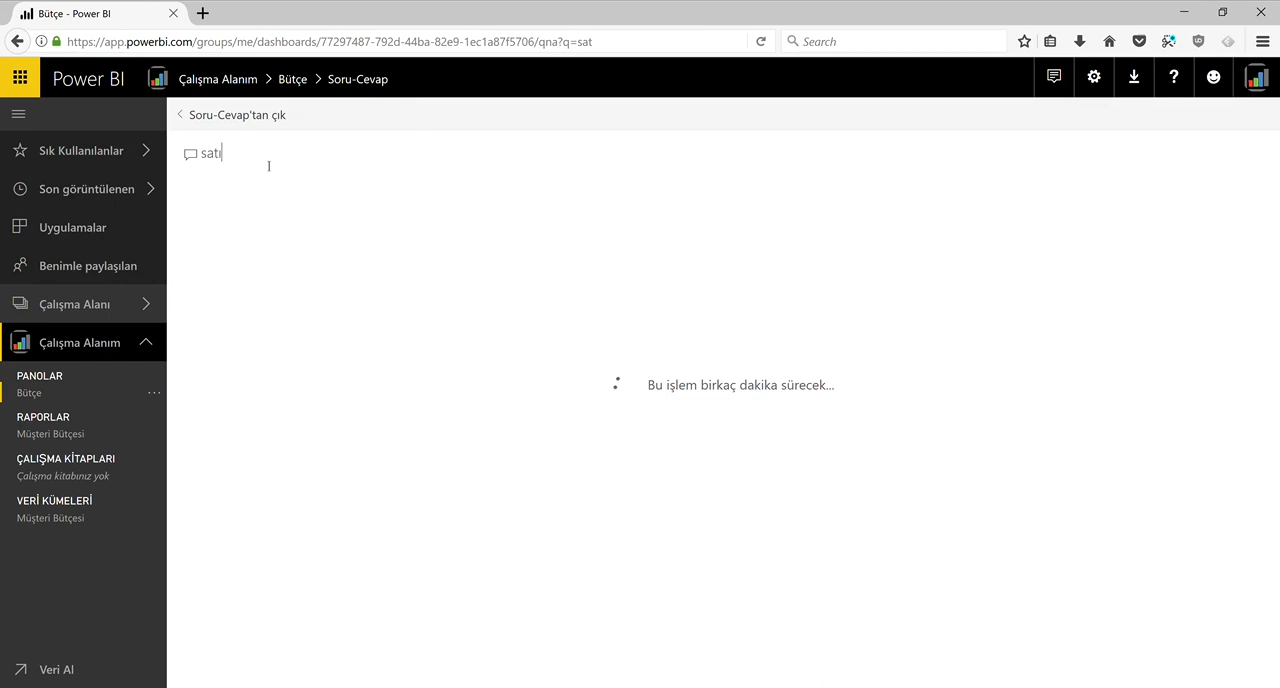 Bütçe - Power BI
https://app.powerbi.com/groups/me/dashboards/77297487-792d-44ba-82e9-1ec1a87f5706/qna?q=sat
Search
Power BI
Çalışma Alanım > Bütçe > Soru-Cevap
Soru-Cevap'tan çık
satı
Sık Kullanılanlar
Son görüntülenen
Uygulamalar
Benimle paylaşılan
Çalışma Alanı
Çalışma Alanım
PANOLAR
Bütçe
RAPORLAR
Müşteri Bütçesi
ÇALIŞMA KİTAPLARI
Çalışma kitabınız yok
VERİ KÜMELERİ
Müşteri Bütçesi
Veri Al
Bu işlem birkaç dakika sürecek...